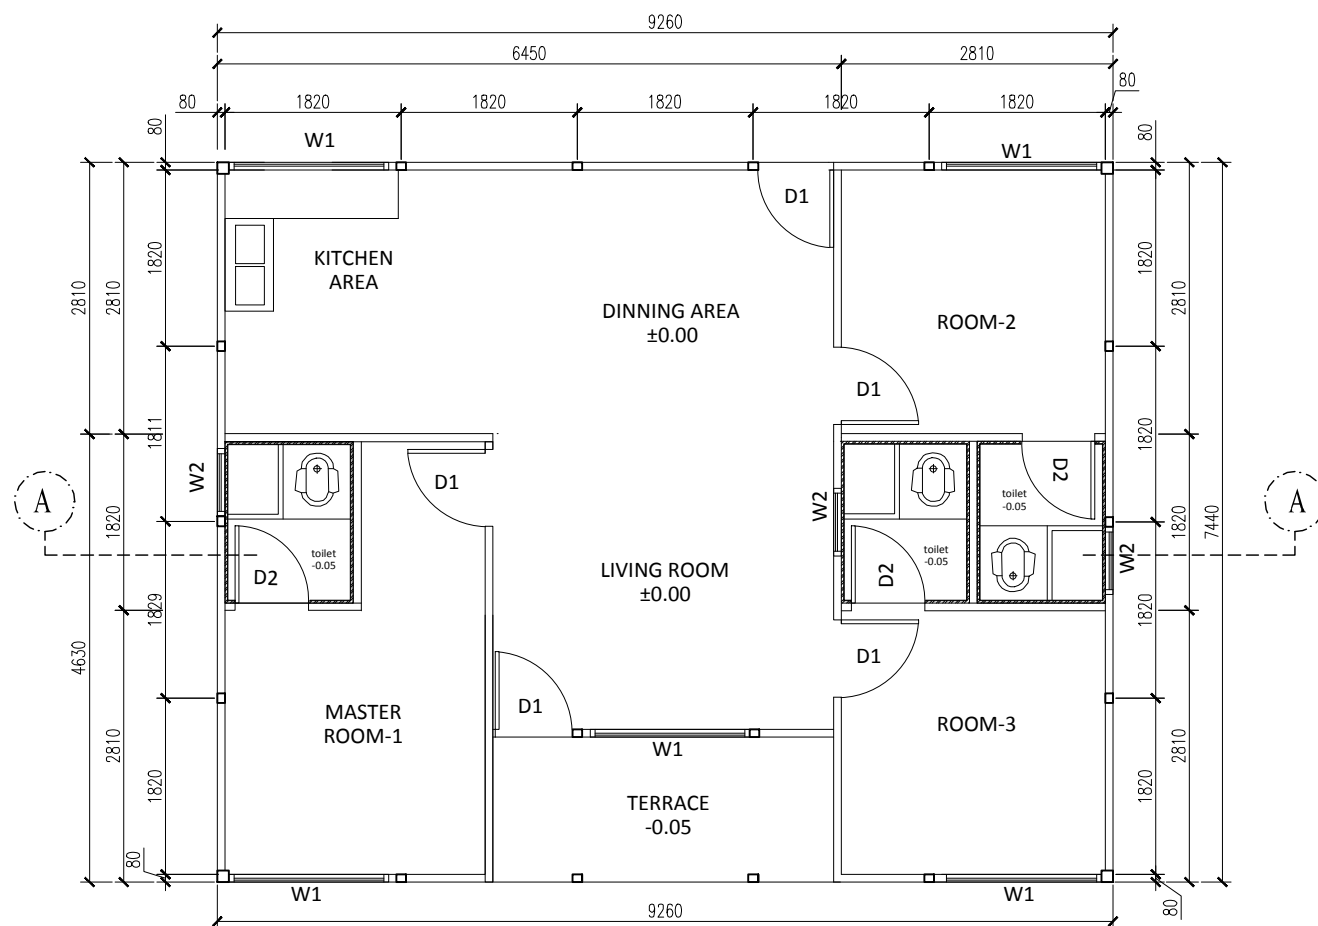 9260
6450 2810
80 1820 1820 1820 1820 1820 80
80 80
W1 W1
D1
1820 1820
KITCHEN
AREA
2810 2810 2810
DINNING AREA
±0.00
ROOM-2
D1
1811 1820
W2 D1 W2 D2
A A
toilet
-0.05
1820 1820 7440
toilet
-0.05
toilet
-0.05
W2
D2 D2
LIVING ROOM
±0.00
1829 1820
4630
D1
D1
MASTER
ROOM-1
ROOM-3
W1
2810 2810
1820 1820
TERRACE
-0.05
80
W1 W1
80
9260